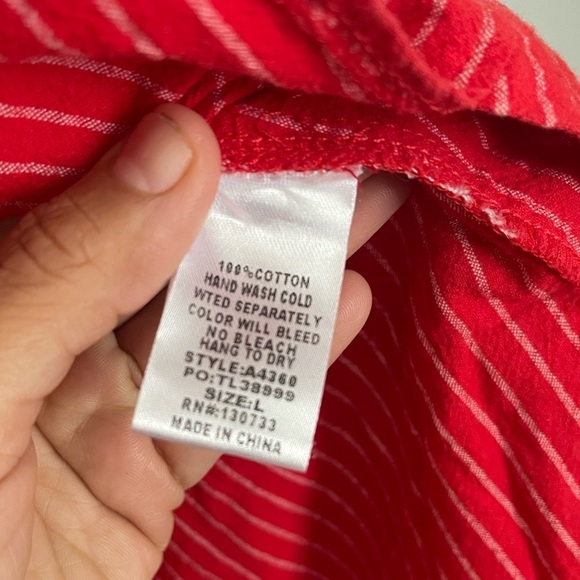 100%COTTON
HAND WASH COLD
WTED SEPARATELY
COLOR WILL BLEED
NO BLEACH
HANG TO DRY
STYLE:A4360
PO:TL38999
SIZE:L
RN#:130733
MADE IN CHINA